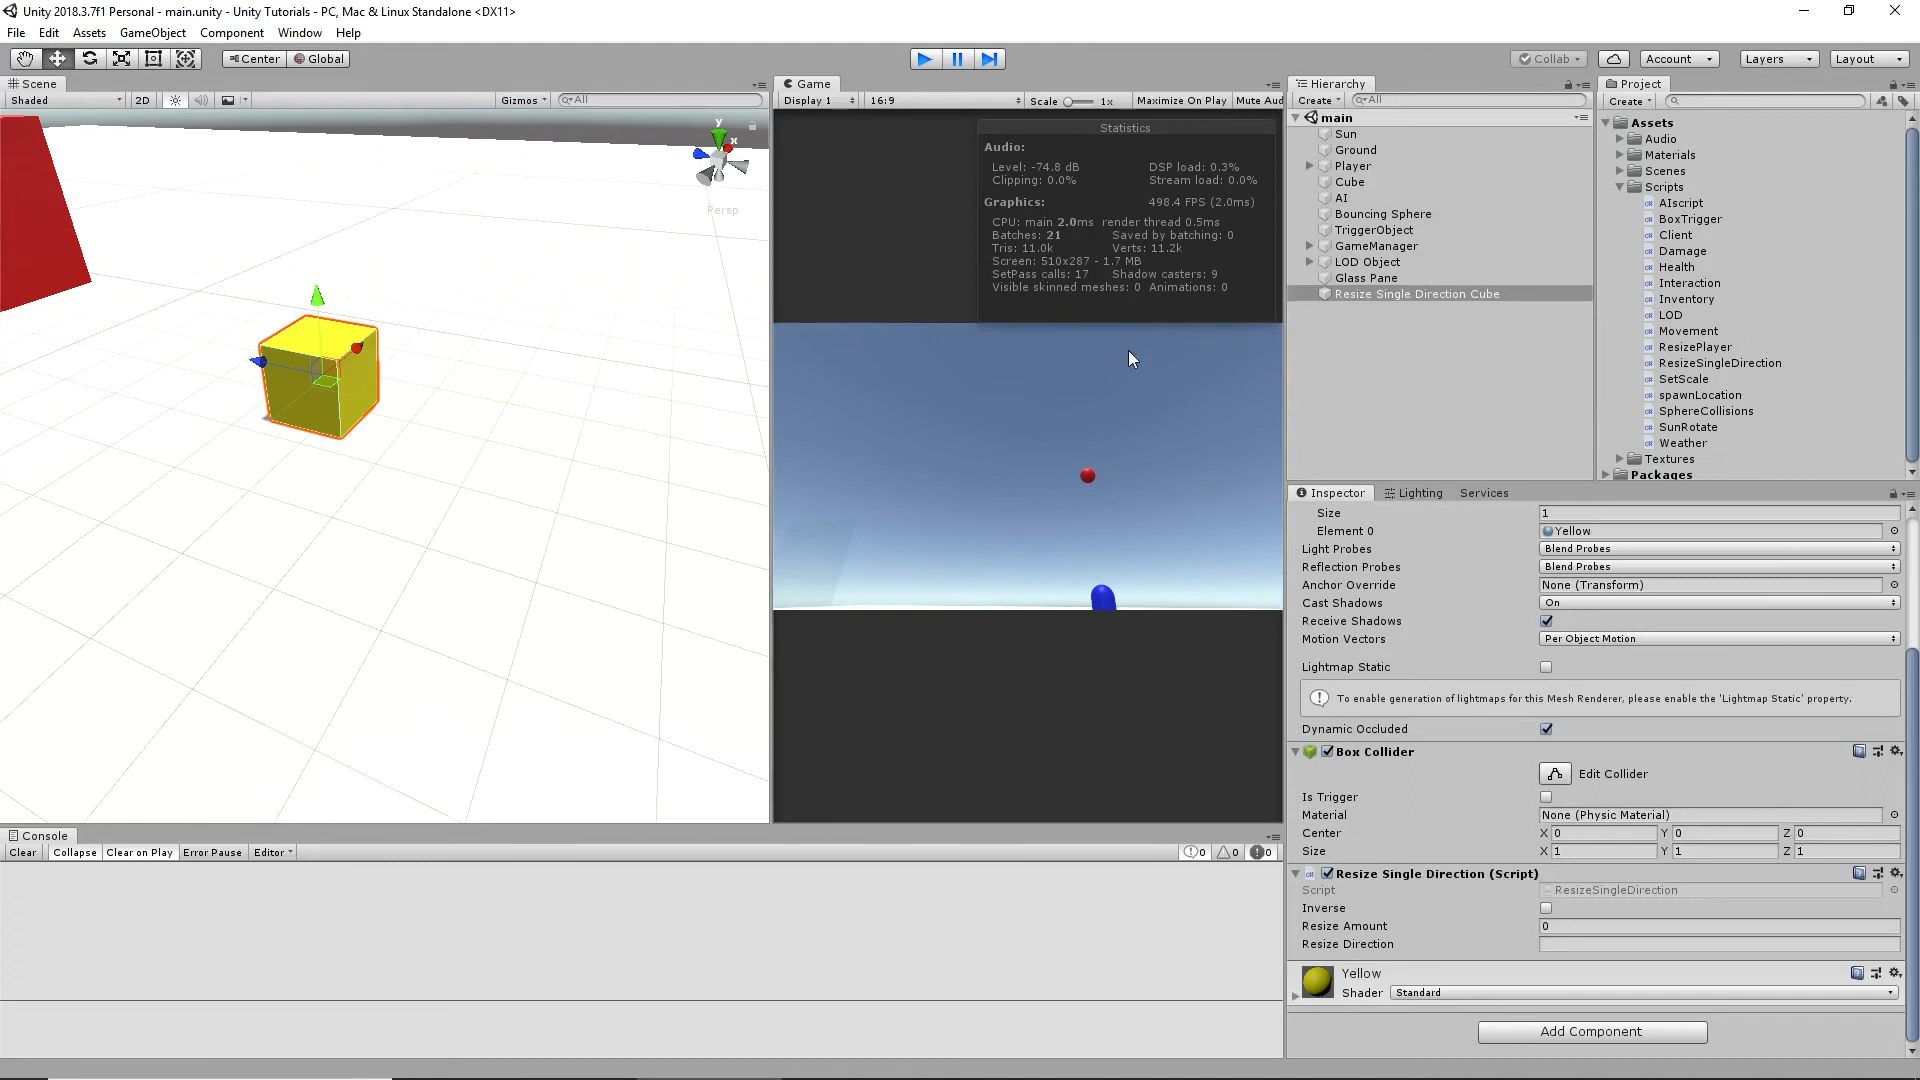 Unity 2018.3.7f1 Personal - main.unity - Unity Tutorials - PC, Mac & Linux Standalone <DX11>
File Edit Assets GameObject Component Window Help
Center Global
Collab Account Layers Layout
Scene
Shaded 2D Gizmos All
y
x
Persp
Game
Display 1 16:9 Scale 1x Maximize On Play Mute Aud
Statistics
Audio:
Level: -74.8 dB DSP load: 0.3%
Clipping: 0.0% Stream load: 0.0%
Graphics: 498.4 FPS (2.0ms)
CPU: main 2.0ms render thread 0.5ms
Batches: 21 Saved by batching: 0
Tris: 11.0k Verts: 11.2k
Screen: 510x287 - 1.7 MB
SetPass calls: 17 Shadow casters: 9
Visible skinned meshes: 0 Animations: 0
Hierarchy
Create All
main
Sun
Ground
Player
Cube
AI
Bouncing Sphere
TriggerObject
GameManager
LOD Object
Glass Pane
Resize Single Direction Cube
Project
Create
Assets
Audio
Materials
Scenes
Scripts
AIscript
BoxTrigger
Client
Damage
Health
Interaction
Inventory
LOD
Movement
ResizePlayer
ResizeSingleDirection
SetScale
spawnLocation
SphereCollisions
SunRotate
Weather
Textures
Packages
Inspector Lighting Services
Size 1
Element 0 Yellow
Light Probes Blend Probes
Reflection Probes Blend Probes
Anchor Override None (Transform)
Cast Shadows On
Receive Shadows
Motion Vectors Per Object Motion
Lightmap Static
To enable generation of lightmaps for this Mesh Renderer, please enable the 'Lightmap Static' property.
Dynamic Occluded
Box Collider
Edit Collider
Is Trigger
Material None (Physic Material)
Center X 0 Y 0 Z 0
Size X 1 Y 1 Z 1
Resize Single Direction (Script)
Script ResizeSingleDirection
Inverse
Resize Amount 0
Resize Direction
Yellow
Shader Standard
Add Component
Console
Clear Collapse Clear on Play Error Pause Editor 0 0 0